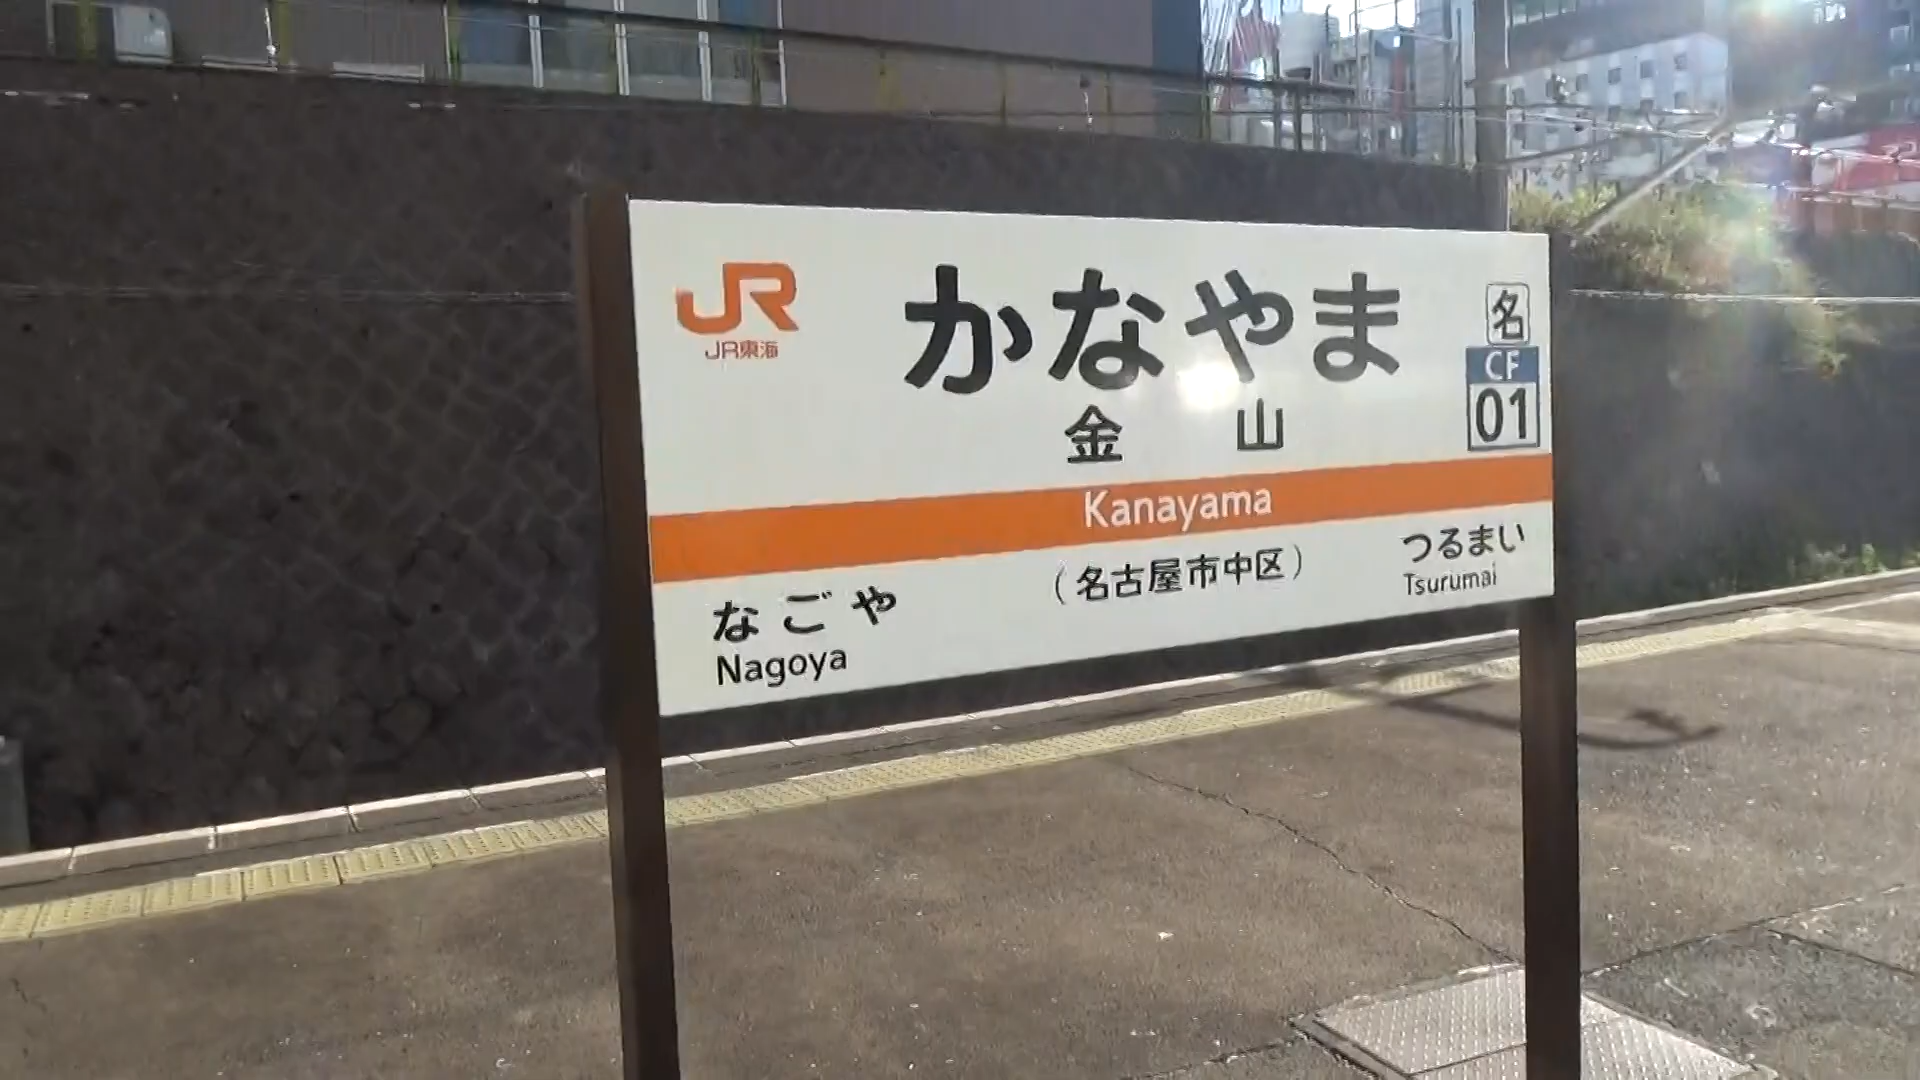 JR
JR東海
かなやま
金山
名
CF
01
Kanayama
(名古屋市中区)
なごや
Nagoya
つるまい
Tsurumai